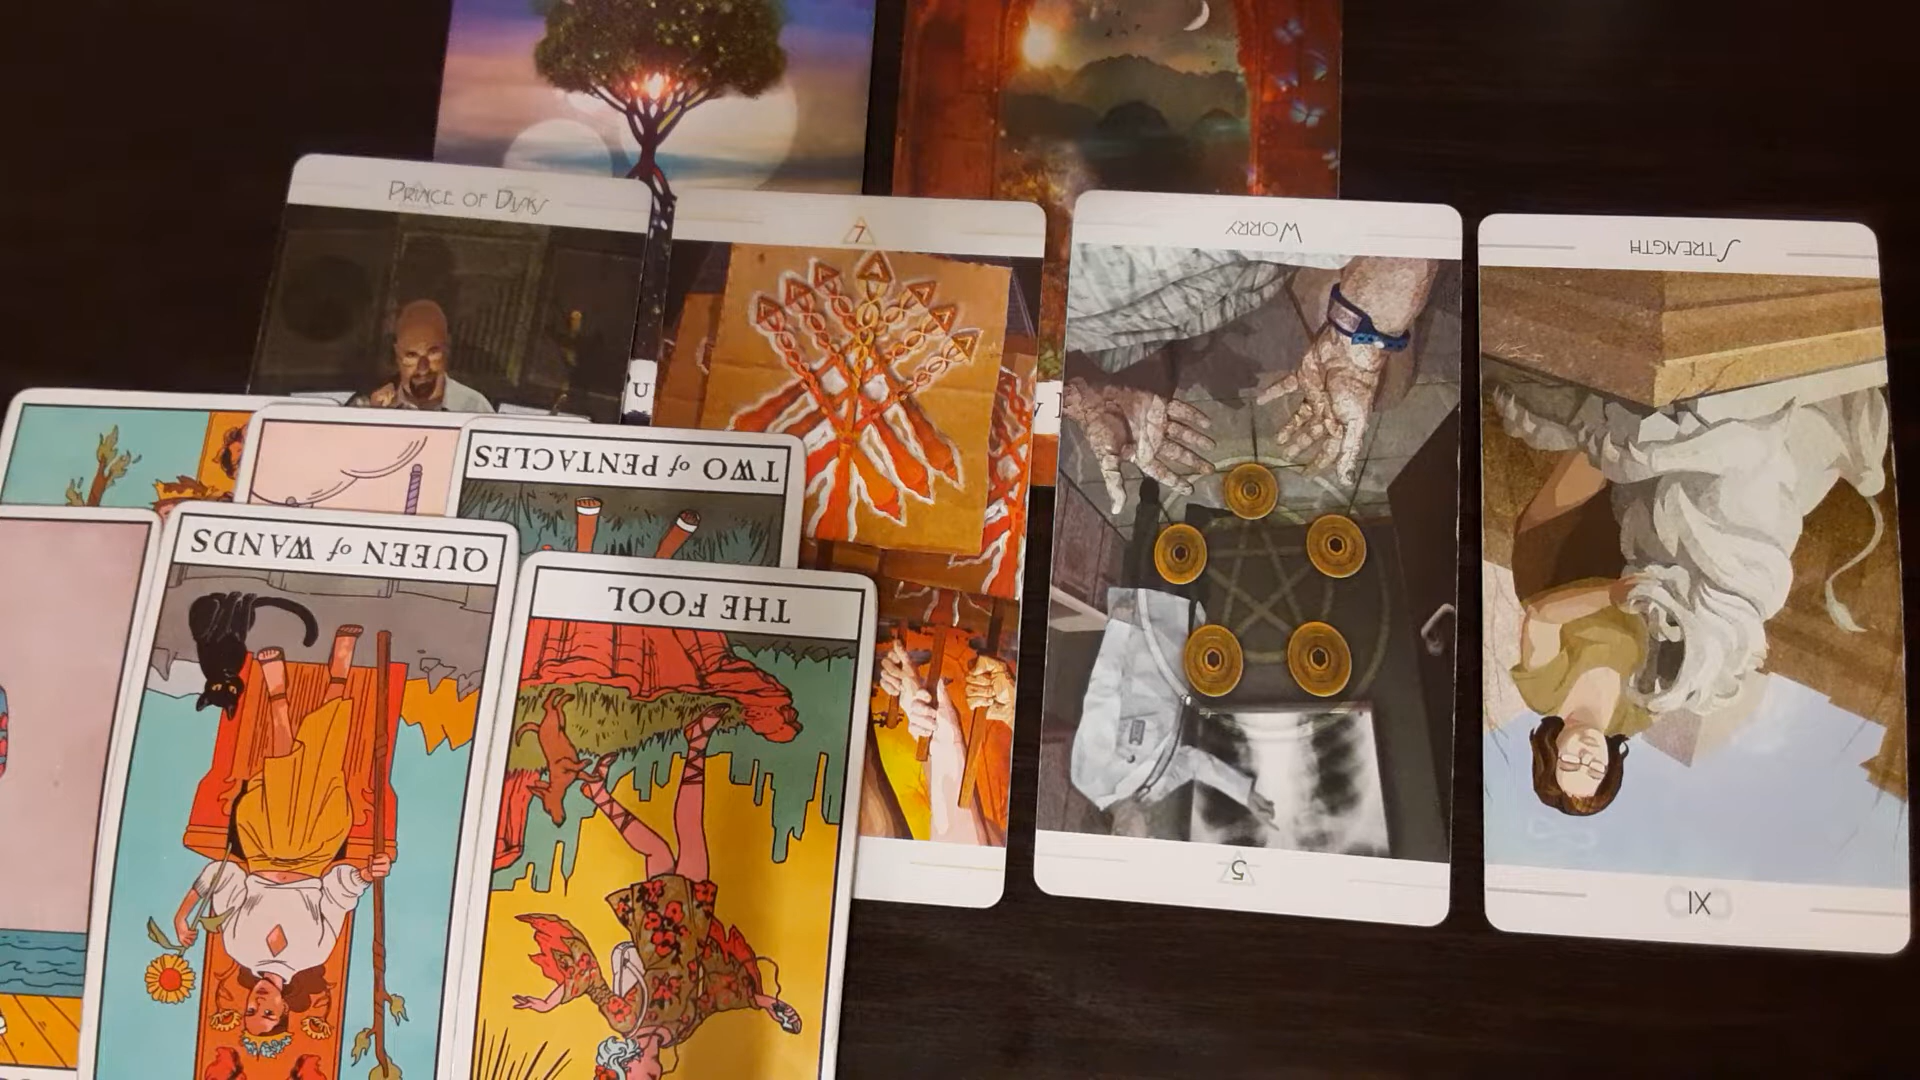 PRINCE OF DISKS
7
WORRY
STRENGTH
TWO of PENTACLES
QUEEN of WANDS
THE FOOL
5
XI